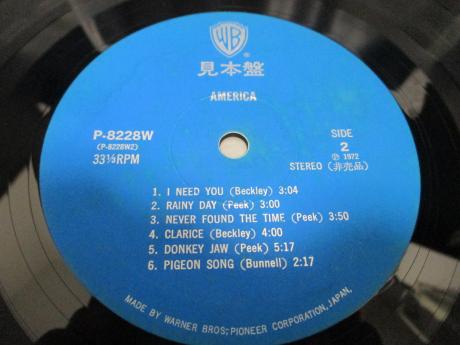 WB
®
見本盤
AMERICA
P-8228W
(P-8228W2)
33⅓RPM
SIDE
2
Ⓟ 1972
STEREO (非売品)
1. I NEED YOU (Beckley) 3:04
2. RAINY DAY (Peek) 3:00
3. NEVER FOUND THE TIME (Peek) 3:50
4. CLARICE (Beckley) 4:00
5. DONKEY JAW (Peek) 5:17
6. PIGEON SONG (Bunnell) 2:17
MADE BY WARNER BROS; PIONEER CORPORATION, JAPAN,